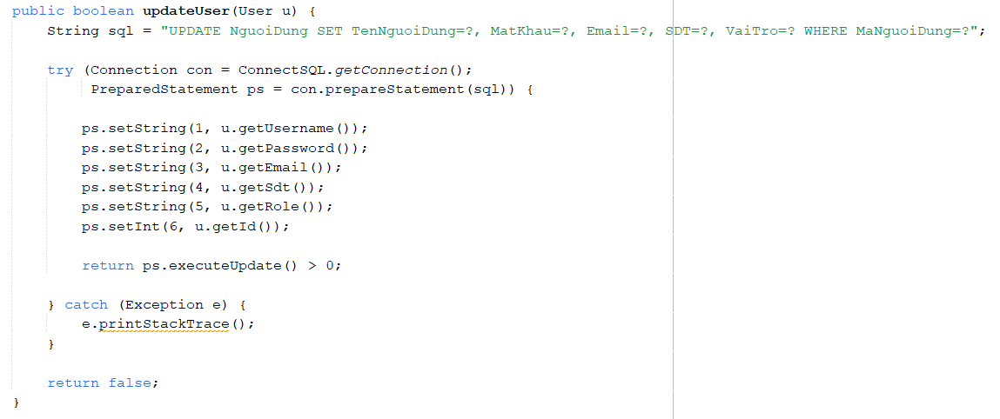 public boolean updateUser(User u) {
String sql = "UPDATE NguoiDung SET TenNguoiDung=?, MatKhau=?, Email=?, SDT=?, VaiTro=? WHERE MaNguoiDung=?";
try (Connection con = ConnectSQL.getConnection();
PreparedStatement ps = con.prepareStatement(sql)) {
ps.setString(1, u.getUsername());
ps.setString(2, u.getPassword());
ps.setString(3, u.getEmail());
ps.setString(4, u.getSdt());
ps.setString(5, u.getRole());
ps.setInt(6, u.getId());
return ps.executeUpdate() > 0;
} catch (Exception e) {
e.printStackTrace();
}
return false;
}